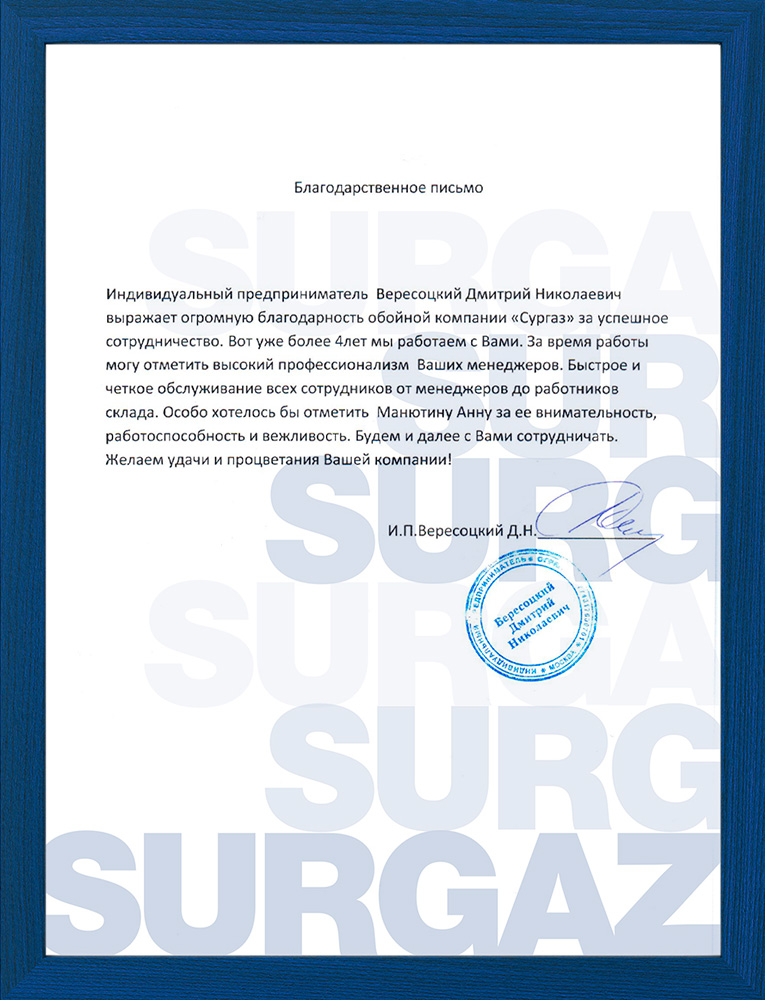 Благодарственное письмо
SURGA
Индивидуальный предприниматель Вересоцкий Дмитрий Николаевич
выражает огромную благодарность обойной компании «Сургаз» за успешное
сотрудничество. Вот уже более 4лет мы работаем с Вами. За время работы
могу отметить высокий профессионализм Ваших менеджеров. Быстрое и
четкое обслуживание всех сотрудников от менеджеров до работников
склада. Особо хотелось бы отметить Манютину Анну за ее внимательность,
работоспособность и вежливость. Будем и далее с Вами сотрудничать.
Желаем удачи и процветания Вашей компании!
SUR
SURG
И.П.Вересоцкий Д.Н.
ИНДИВИДУАЛЬНЫЙ ПРЕДПРИНИМАТЕЛЬ
МОСКВА
Вересоцкий
Дмитрий
Николаевич
SURGA
SURG
SURGAZ